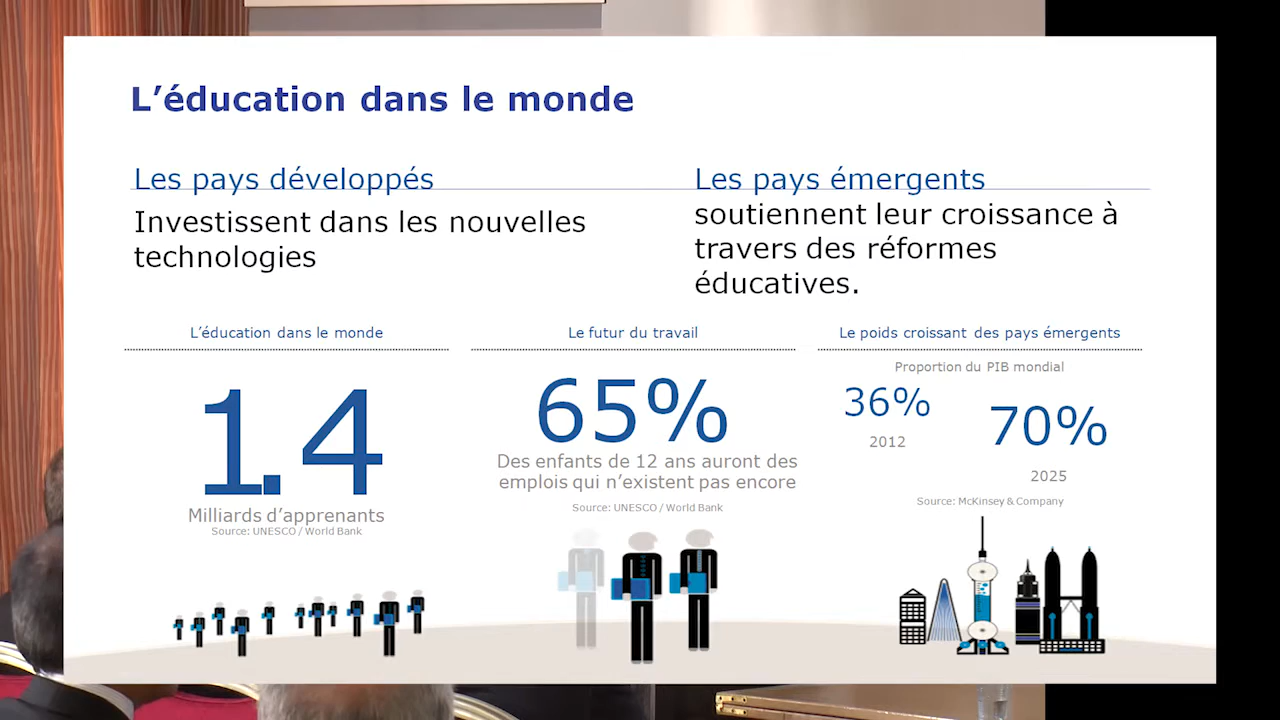 L’éducation dans le monde
Les pays développés
Investissent dans les nouvelles
technologies
Les pays émergents
soutiennent leur croissance à
travers des réformes
éducatives.
L’éducation dans le monde
1.4
Milliards d’apprenants
Source: UNESCO / World Bank
Le futur du travail
65%
Des enfants de 12 ans auront des
emplois qui n’existent pas encore
Source: UNESCO / World Bank
Le poids croissant des pays émergents
Proportion du PIB mondial
36%
2012
70%
2025
Source: McKinsey & Company